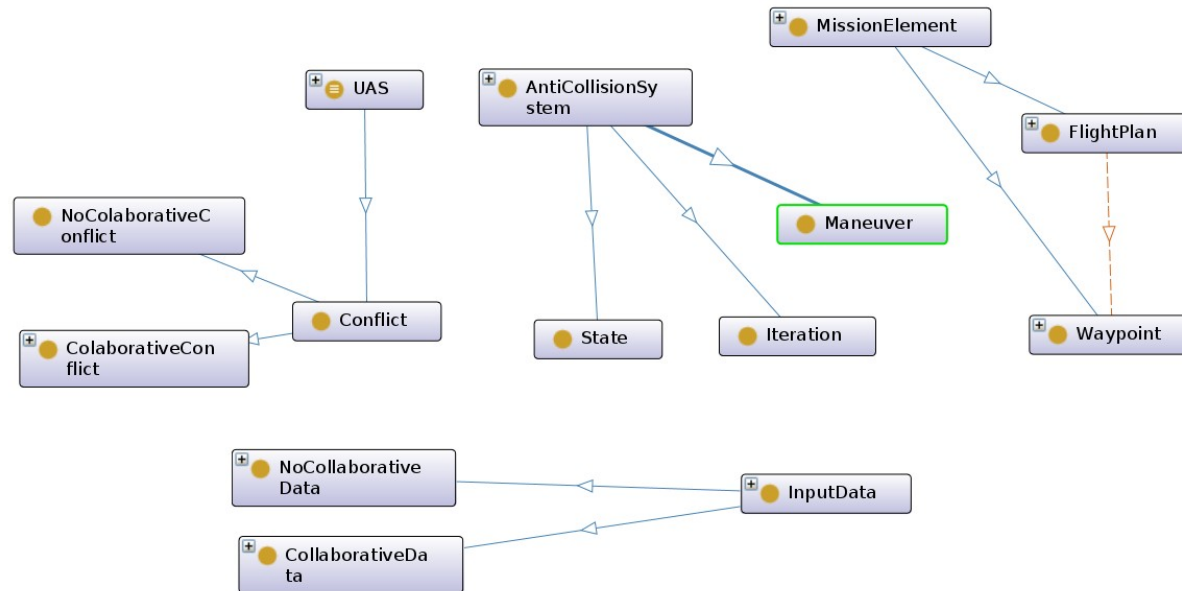 MissionElement
UAS
AntiCollisionSy
stem
FlightPlan
NoColaborativeC
onflict
Maneuver
Conflict
State
Iteration
Waypoint
ColaborativeCon
flict
NoCollaborative
Data
InputData
CollaborativeDa
ta